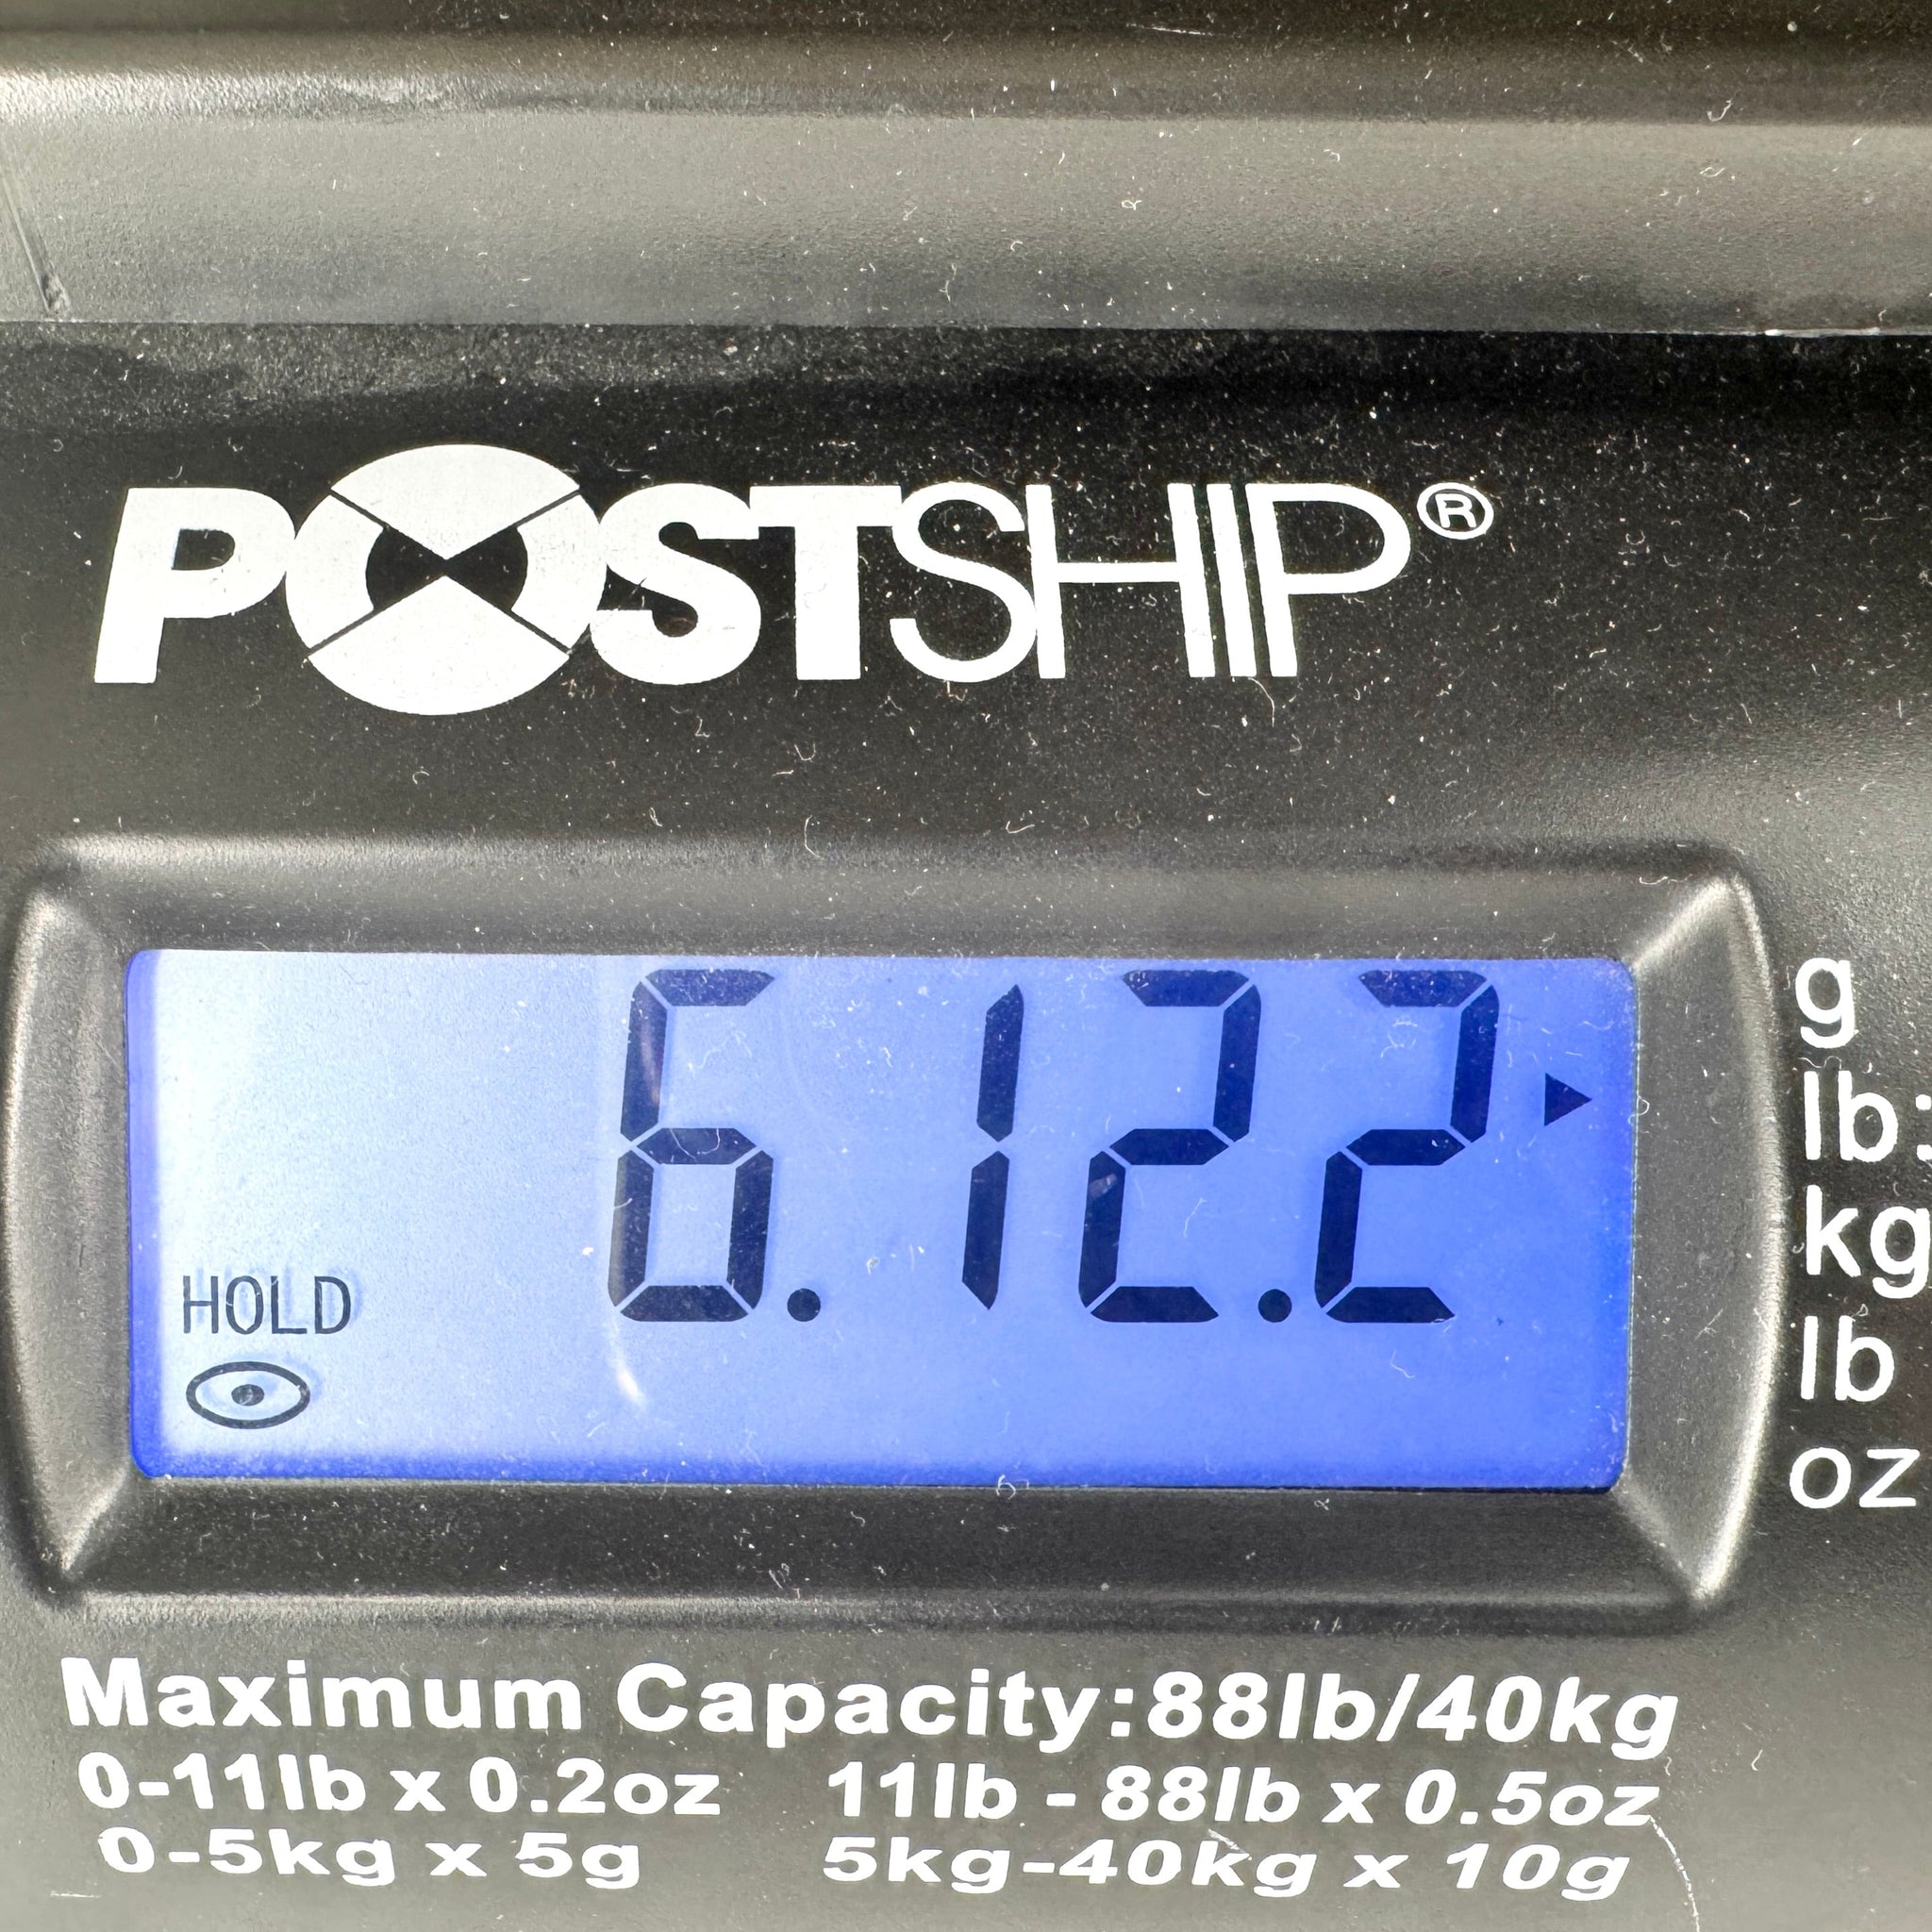 POSTSHIP®
6.12.2
HOLD
g
lb:
kg
lb
oz
Maximum Capacity:88lb/40kg
0-11lb x 0.2oz 11lb - 88lb x 0.5oz
0-5kg x 5g 5kg-40kg x 10g